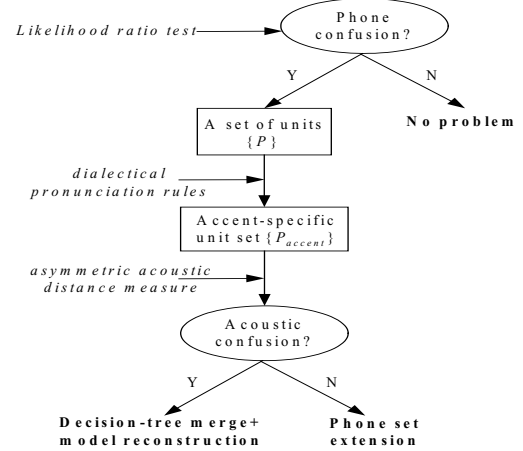 Phone
Likelihood ratio test
confusion?
Y
N
A set of units
{P}
No problem
dialectical
pronunciation rules
Accent-specific
unit set {P_accent}
asymmetric acoustic
distance measure
Acoustic
confusion?
Y
N
Decision-tree merge+
model reconstruction
Phone set
extension